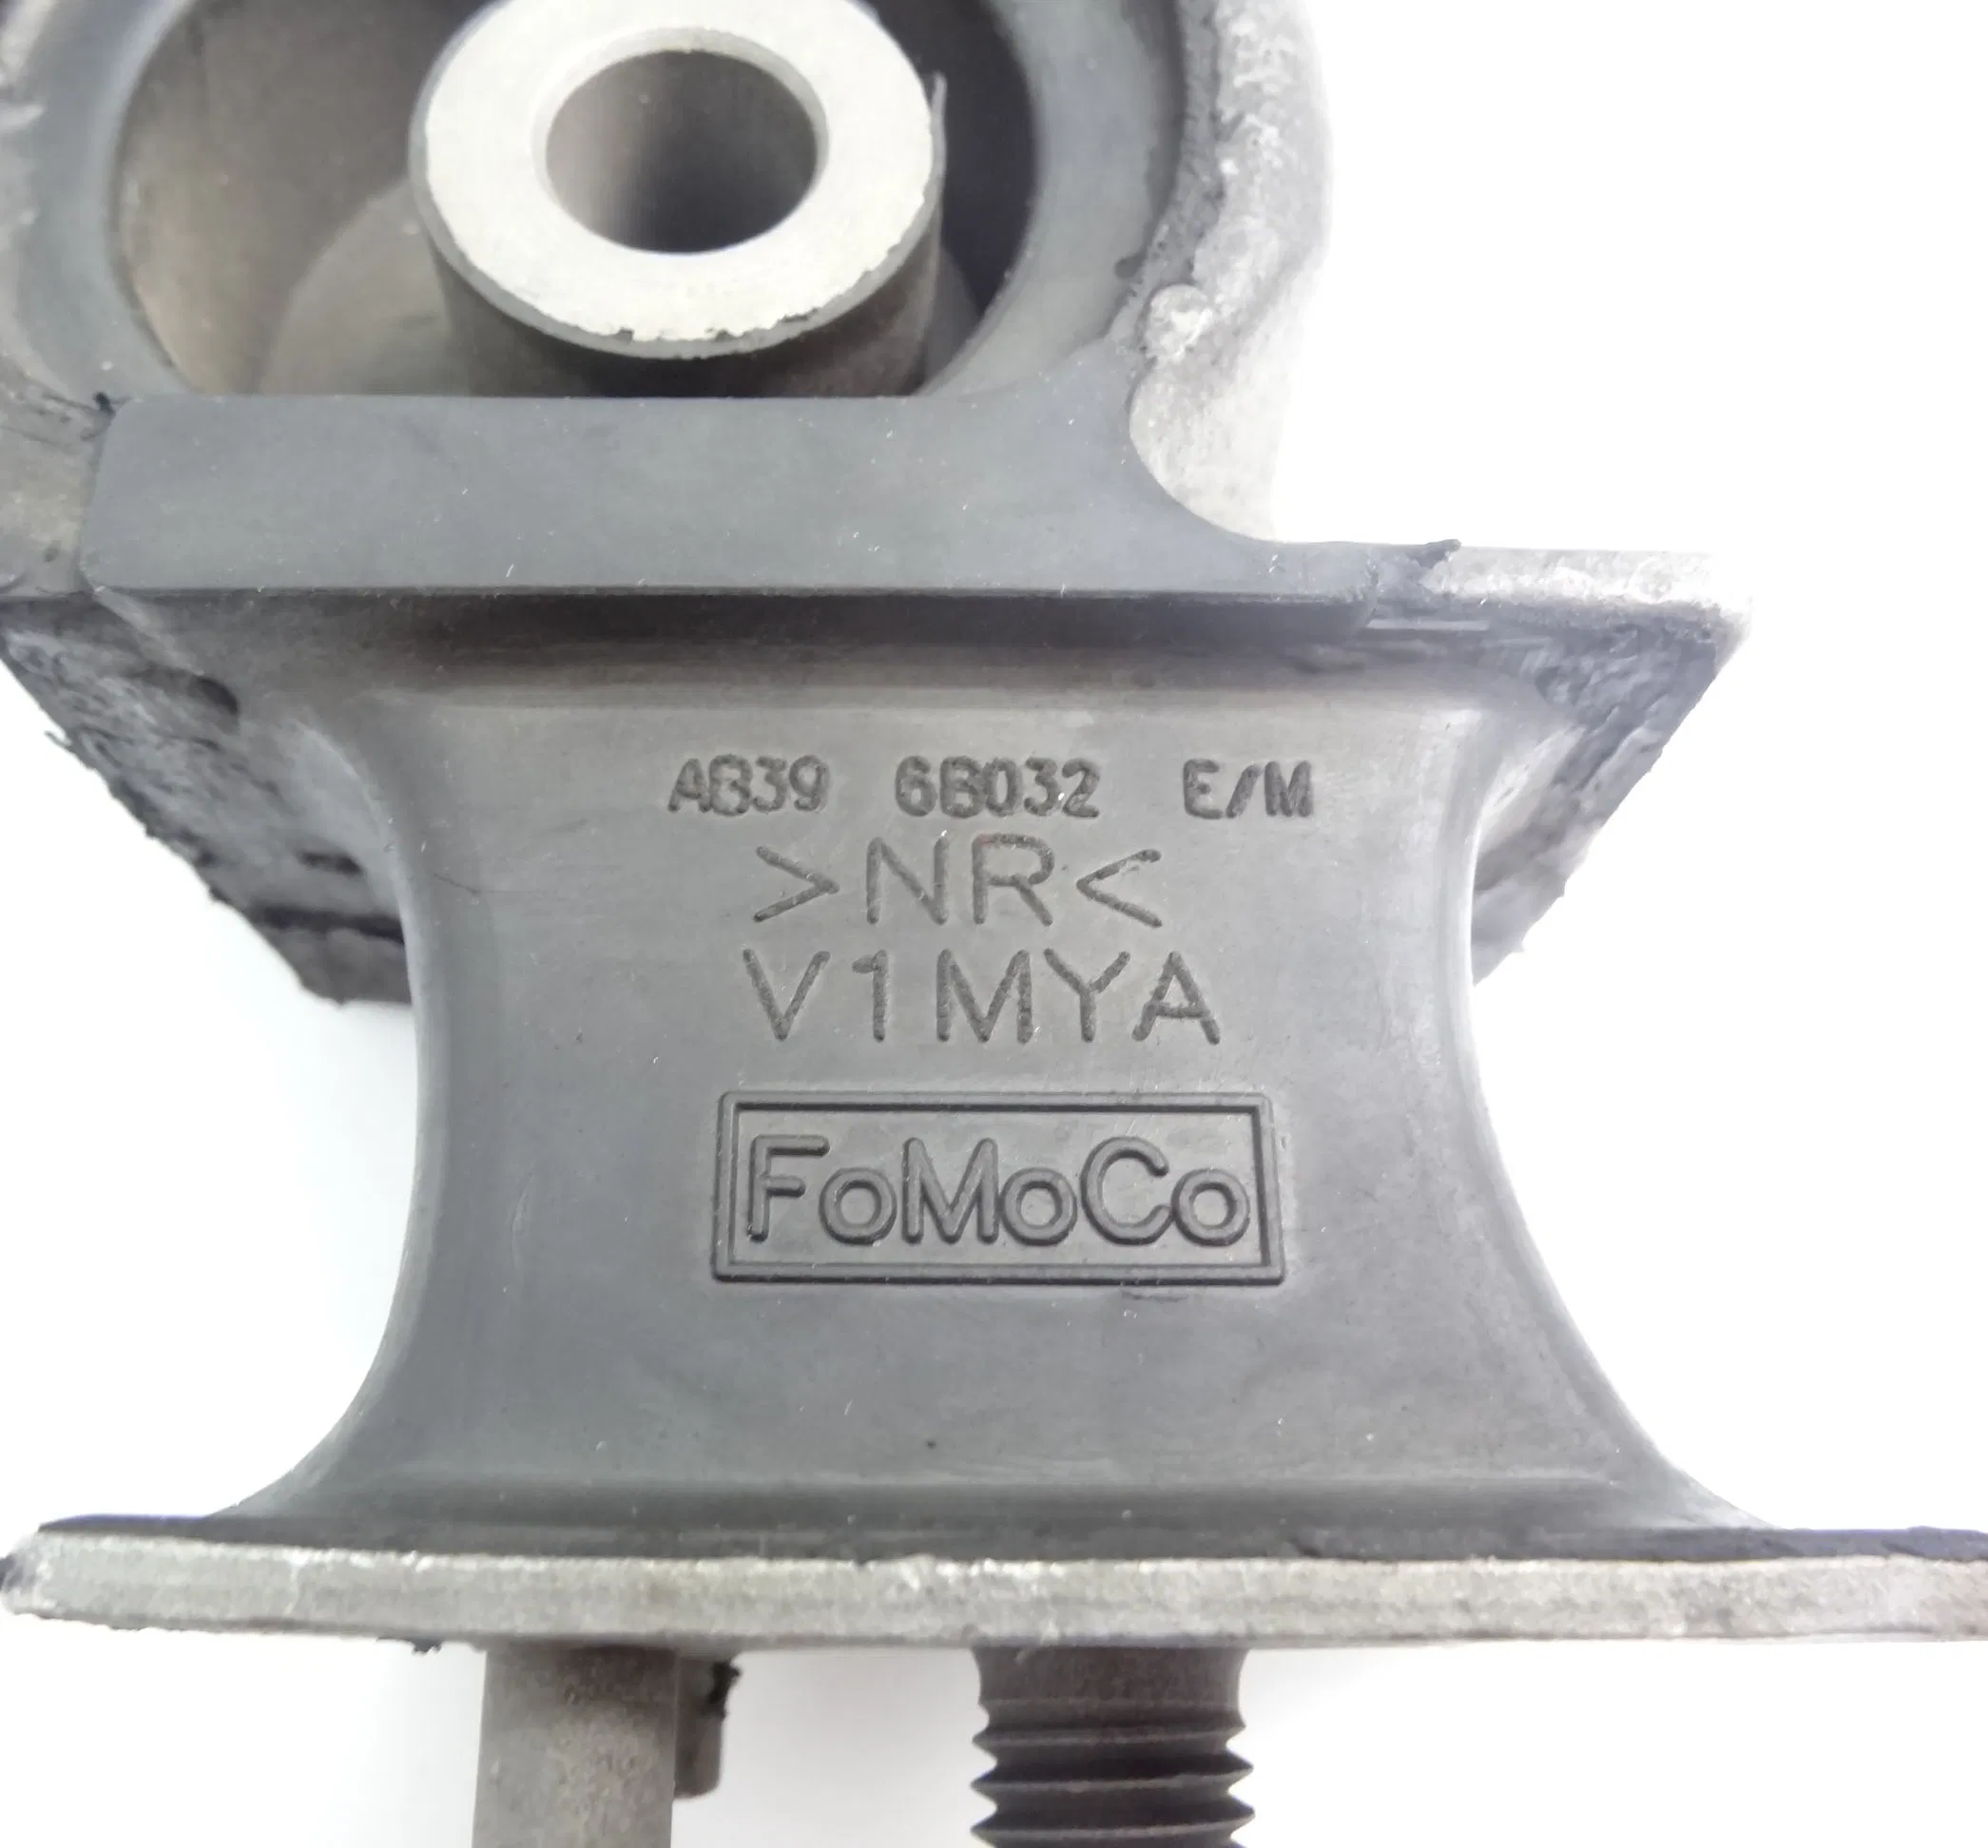 AB39 6B032 E/M
>NR<
V1MYA
FoMoCo